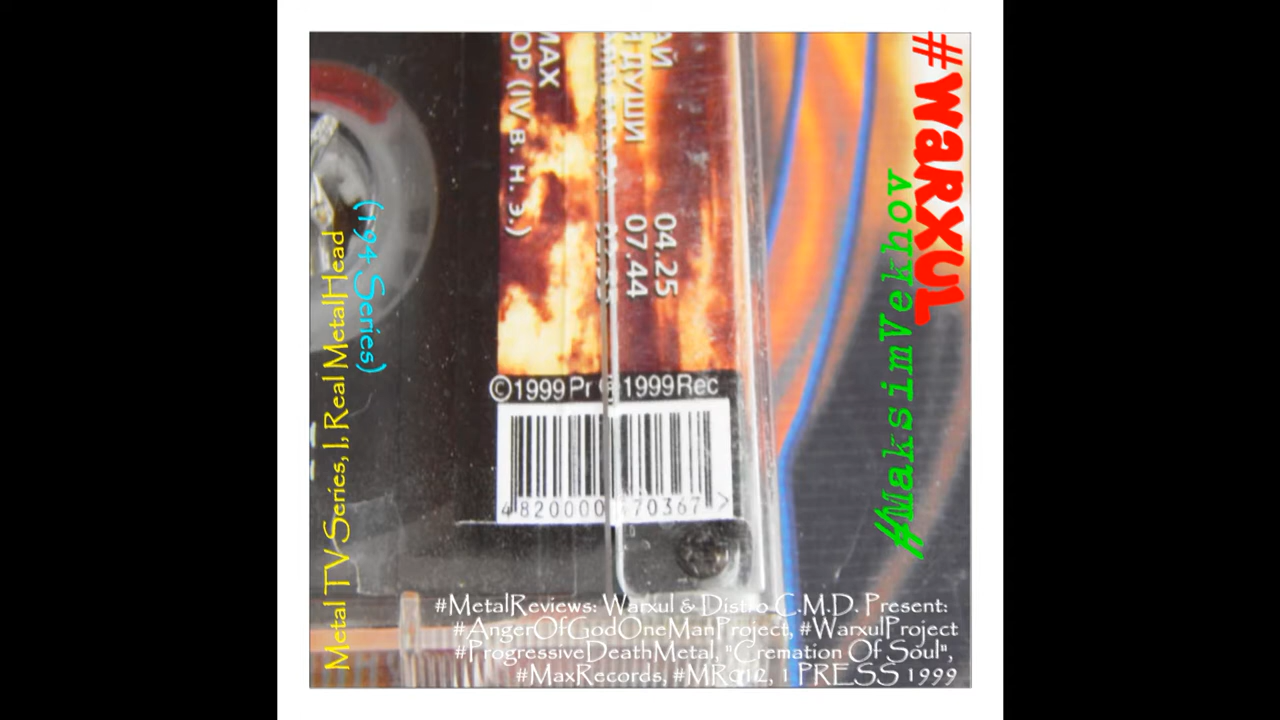 #WARXUL
#MaksimVekhov
(194 Series)
Metal TV Series, I, Real MetalHead
АЙ
ДУШИ
МАХ
ОР (IV в. н. э.)
04.25
07.44
©1999 Pr ℗1999 Rec
4 820000 470367 >
#MetalReviews: Warxul & Distro C.M.D. Present:
#AngerOfGodOneManProject, #WarxulProject
#ProgressiveDeathMetal, "Cremation Of Soul",
#MaxRecords, #MR012, 1 PRESS 1999